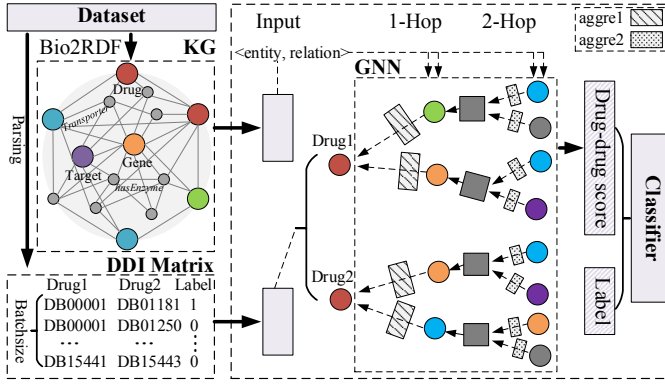 Dataset
Bio2RDF
KG
Parsing
Drug
Transporter
Gene
Target
hasEnzyme
DDI Matrix
Drug1 Drug2 Label
Batchsize
DB00001 DB01181 1
DB00001 DB01250 0
... ...
DB15441 DB15443 0
Input
1-Hop
2-Hop
aggre1
aggre2
<entity, relation>
GNN
Drug1
Drug2
Drug-drug score
Label
Classifier